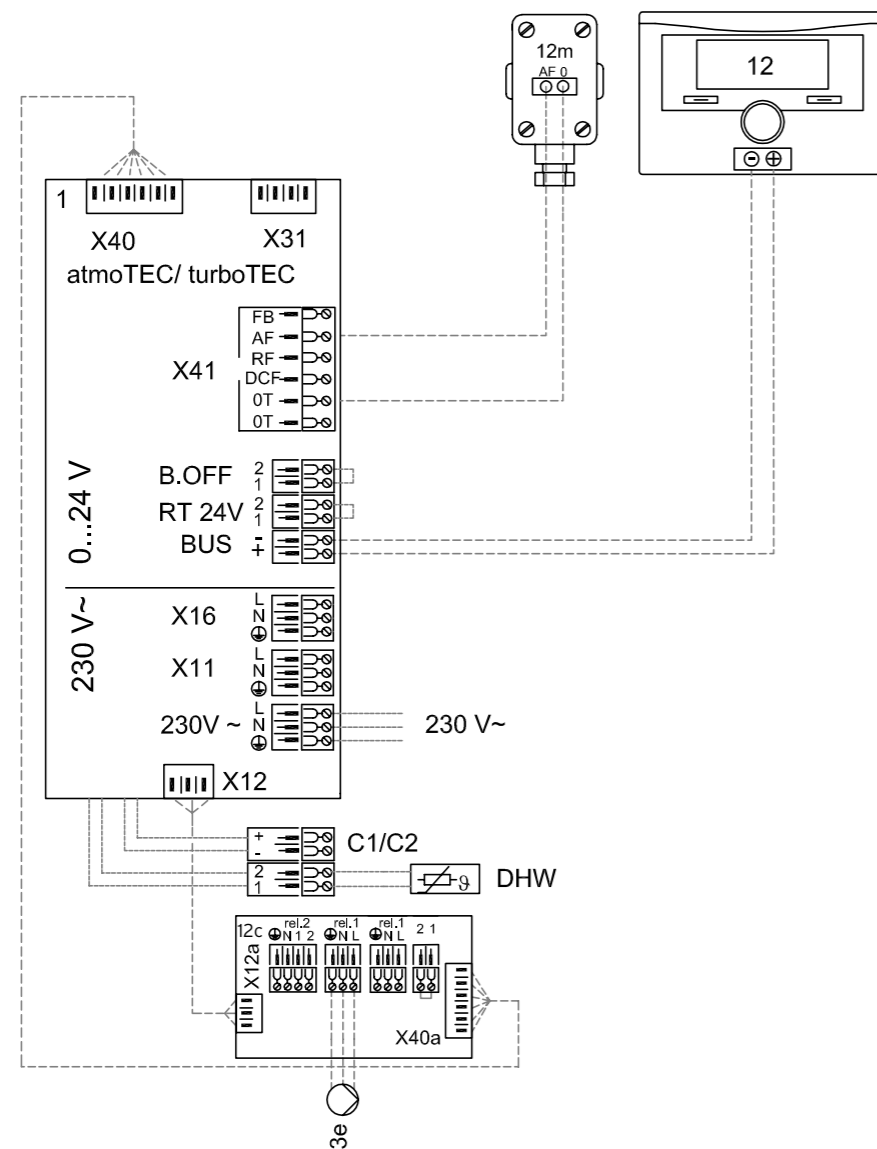 12m
AF 0
12
1
X40
X31
atmoTEC/ turboTEC
FB
AF
RF
DCF
0T
0T
X41
0...24 V
B.OFF
2
1
RT 24V
2
1
BUS
-
+
230 V~
X16
L
N
X11
L
N
230V ~
L
N
230 V~
X12
+
-
C1/C2
2
1
DHW
ϑ
12c
X12a
rel.2
N 1 2
rel.1
N L
rel.1
N L
2 1
X40a
3e